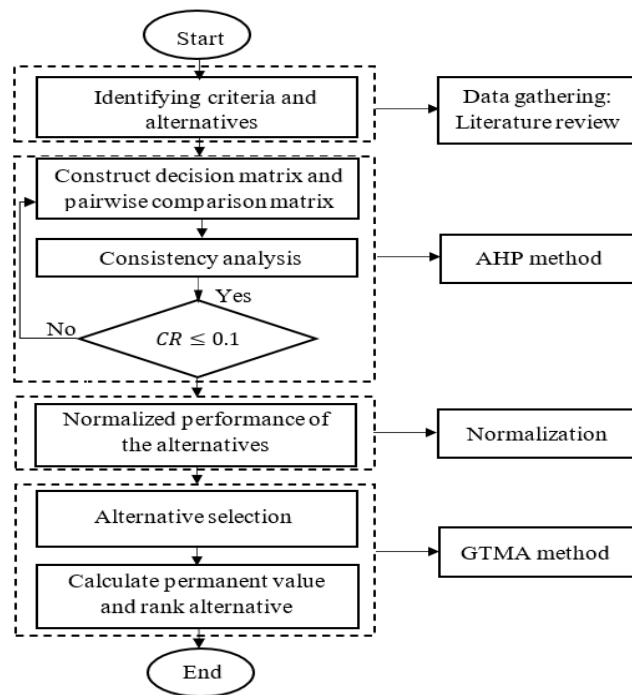 Start
Identifying criteria and
alternatives
Data gathering:
Literature review
Construct decision matrix and
pairwise comparison matrix
Consistency analysis
AHP method
Yes
No
CR ≤ 0.1
Normalized performance of
the alternatives
Normalization
Alternative selection
GTMA method
Calculate permanent value
and rank alternative
End